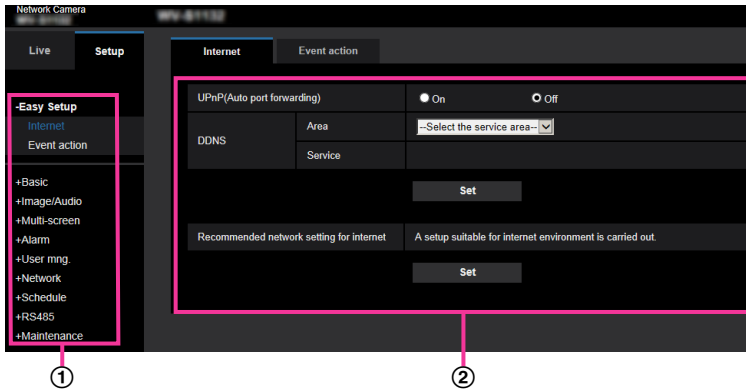 Network Camera
WV-S1132
Live
Setup
Internet
Event action
-Easy Setup
Internet
Event action
+Basic
+Image/Audio
+Multi-screen
+Alarm
+User mng.
+Network
+Schedule
+RS485
+Maintenance
UPnP(Auto port forwarding)
On
Off
DDNS
Area
--Select the service area--
Service
Set
Recommended network setting for internet
A setup suitable for internet environment is carried out.
Set
①
②